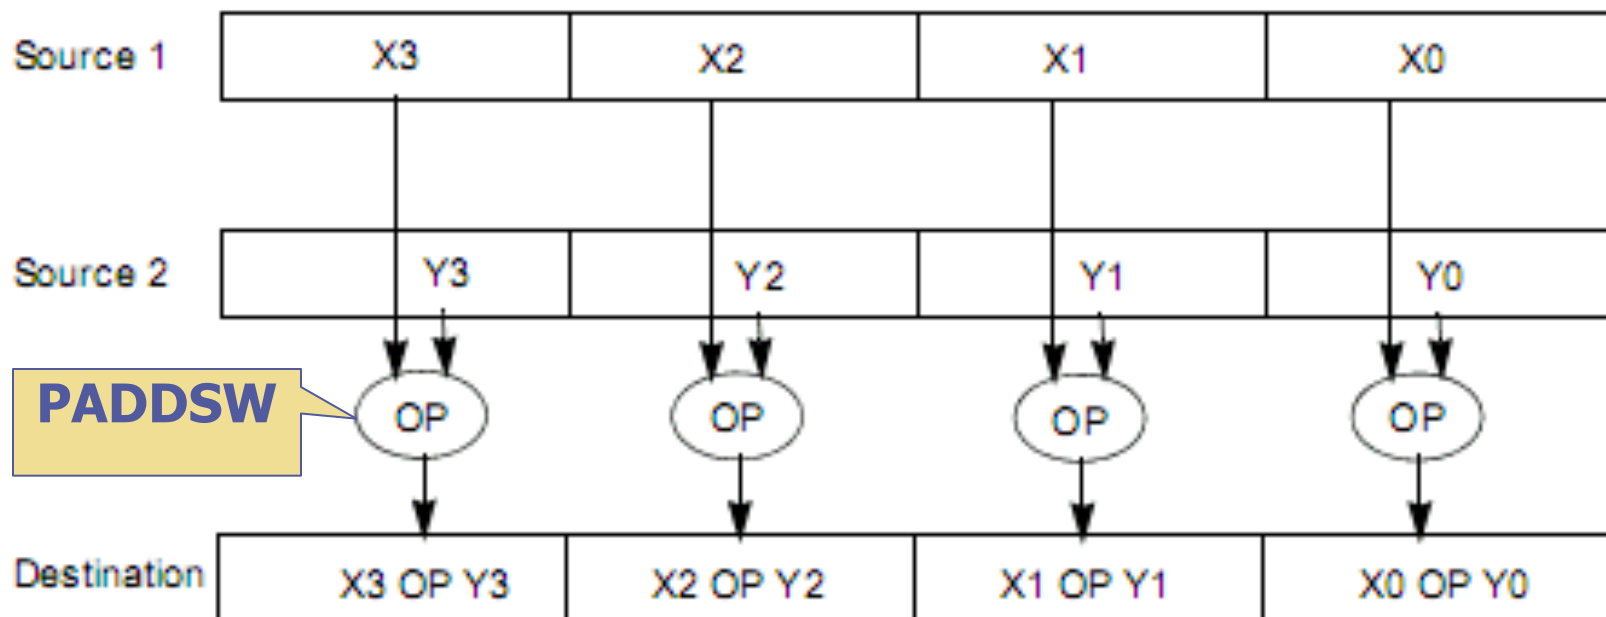 Source 1 X3 X2 X1 X0
Source 2 Y3 Y2 Y1 Y0
PADDSW OP OP OP OP
Destination X3 OP Y3 X2 OP Y2 X1 OP Y1 X0 OP Y0